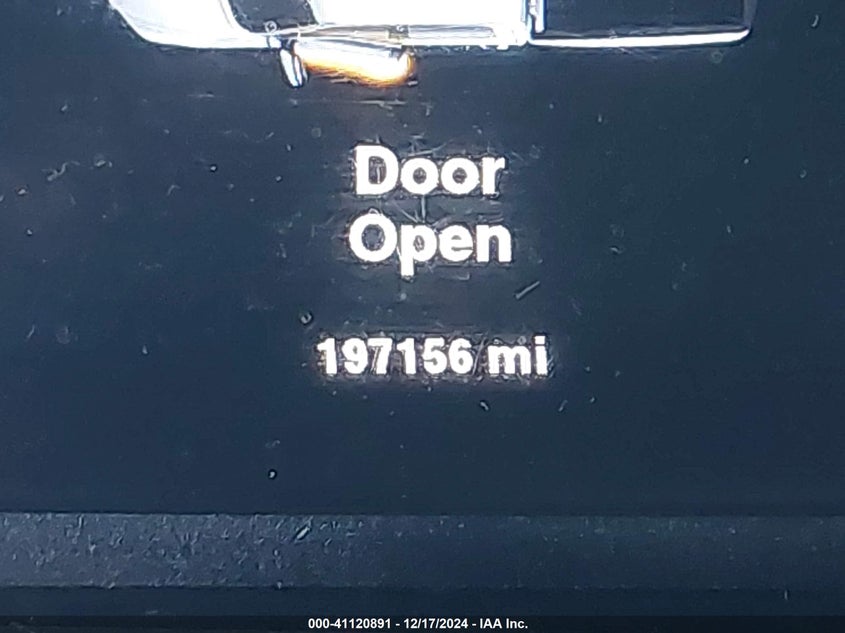 Door
Open
197156 mi
000-41120891 - 12/17/2024 - IAA Inc.